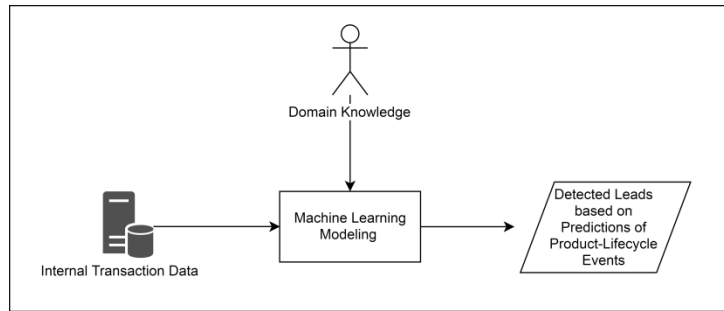 Domain Knowledge
Internal Transaction Data
Machine Learning
Modeling
Detected Leads
based on
Predictions of
Product-Lifecycle
Events